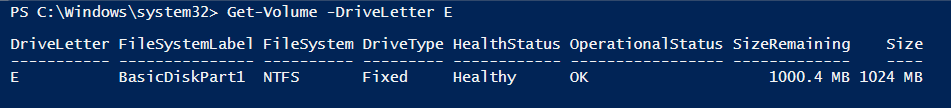 PS C:\Windows\system32> Get-Volume -DriveLetter E
DriveLetter FileSystemLabel FileSystem DriveType HealthStatus OperationalStatus SizeRemaining    Size
----------- --------------- ---------- --------- ------------ ----------------- -------------    ----
E           BasicDiskPart1  NTFS       Fixed     Healthy      OK                    1000.4 MB 1024 MB